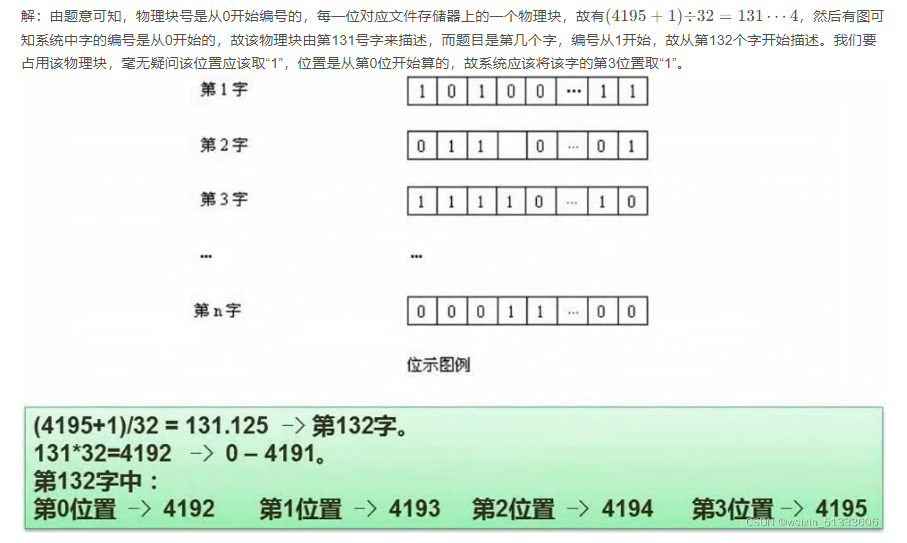 解：由题意可知，物理块号是从0开始编号的，每一位对应文件存储器上的一个物理块，故有(4195 + 1)÷32 = 131⋯4，然后有图可
知系统中字的编号是从0开始的，故该物理块由第131号字来描述，而题目是第几个字，编号从1开始，故从第132个字开始描述。我们要
占用该物理块，毫无疑问该位置应该取“1”，位置是从第0位开始算的，故系统应该将该字的第3位置取“1”。
第1字 1 0 1 0 0 ⋯ 1 1
第2字 0 1 1 0 ⋯ 0 1
第3字 1 1 1 1 0 ⋯ 1 0
⋯ ⋯
第n字 0 0 0 1 1 ⋯ 0 0
位示图例
(4195+1)/32 = 131.125 –> 第132字。
131*32=4192 –> 0 – 4191。
第132字中：
第0位置 –> 4192 第1位置 –> 4193 第2位置 –> 4194 第3位置 –> 4195
CSDN @weixin_51333606